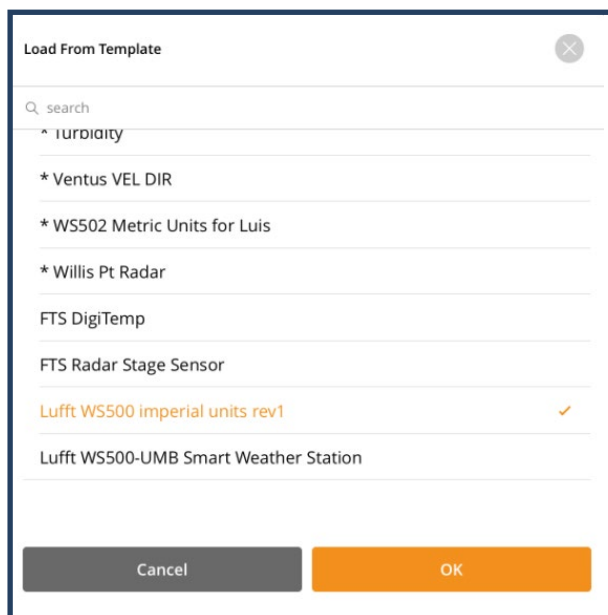 Load From Template
search
* Turbidity
* Ventus VEL DIR
* WS502 Metric Units for Luis
* Willis Pt Radar
FTS DigiTemp
FTS Radar Stage Sensor
Lufft WS500 imperial units rev1
Lufft WS500-UMB Smart Weather Station
Cancel
OK